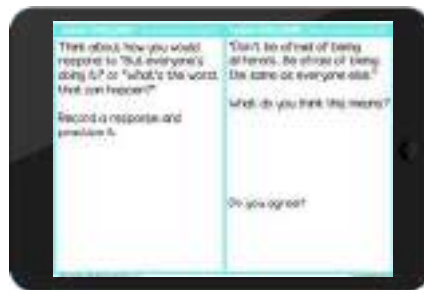 Think about how you would
respond to "But everyone's
doing it." or "What's the worst
that can happen?"
Record a response and
practice it.
"Don't be afraid of being
different. Be afraid of being
the same as everyone else."
What do you think this means?
Do you agree?